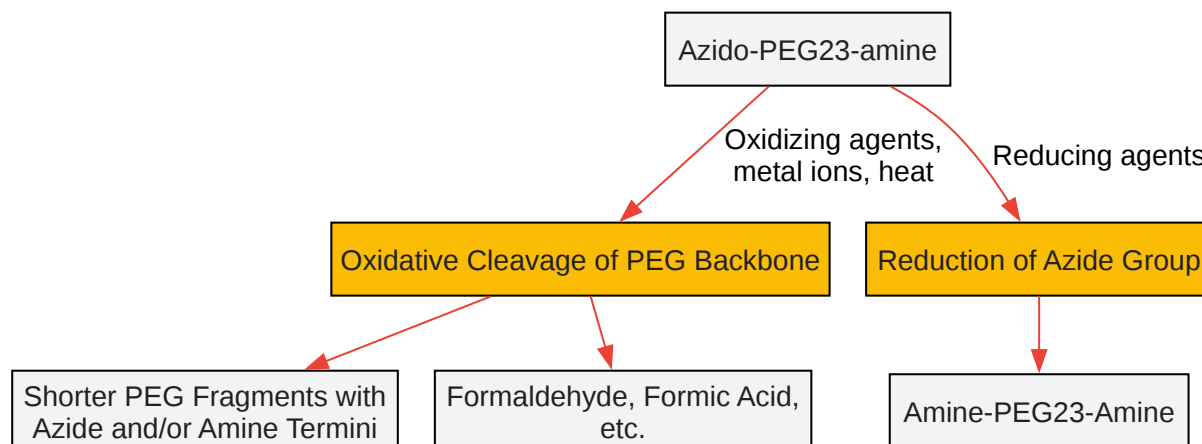 Azido-PEG23-amine
Oxidizing agents,
metal ions, heat
Reducing agents
Oxidative Cleavage of PEG Backbone
Reduction of Azide Group
Shorter PEG Fragments with
Azide and/or Amine Termini
Formaldehyde, Formic Acid,
etc.
Amine-PEG23-Amine